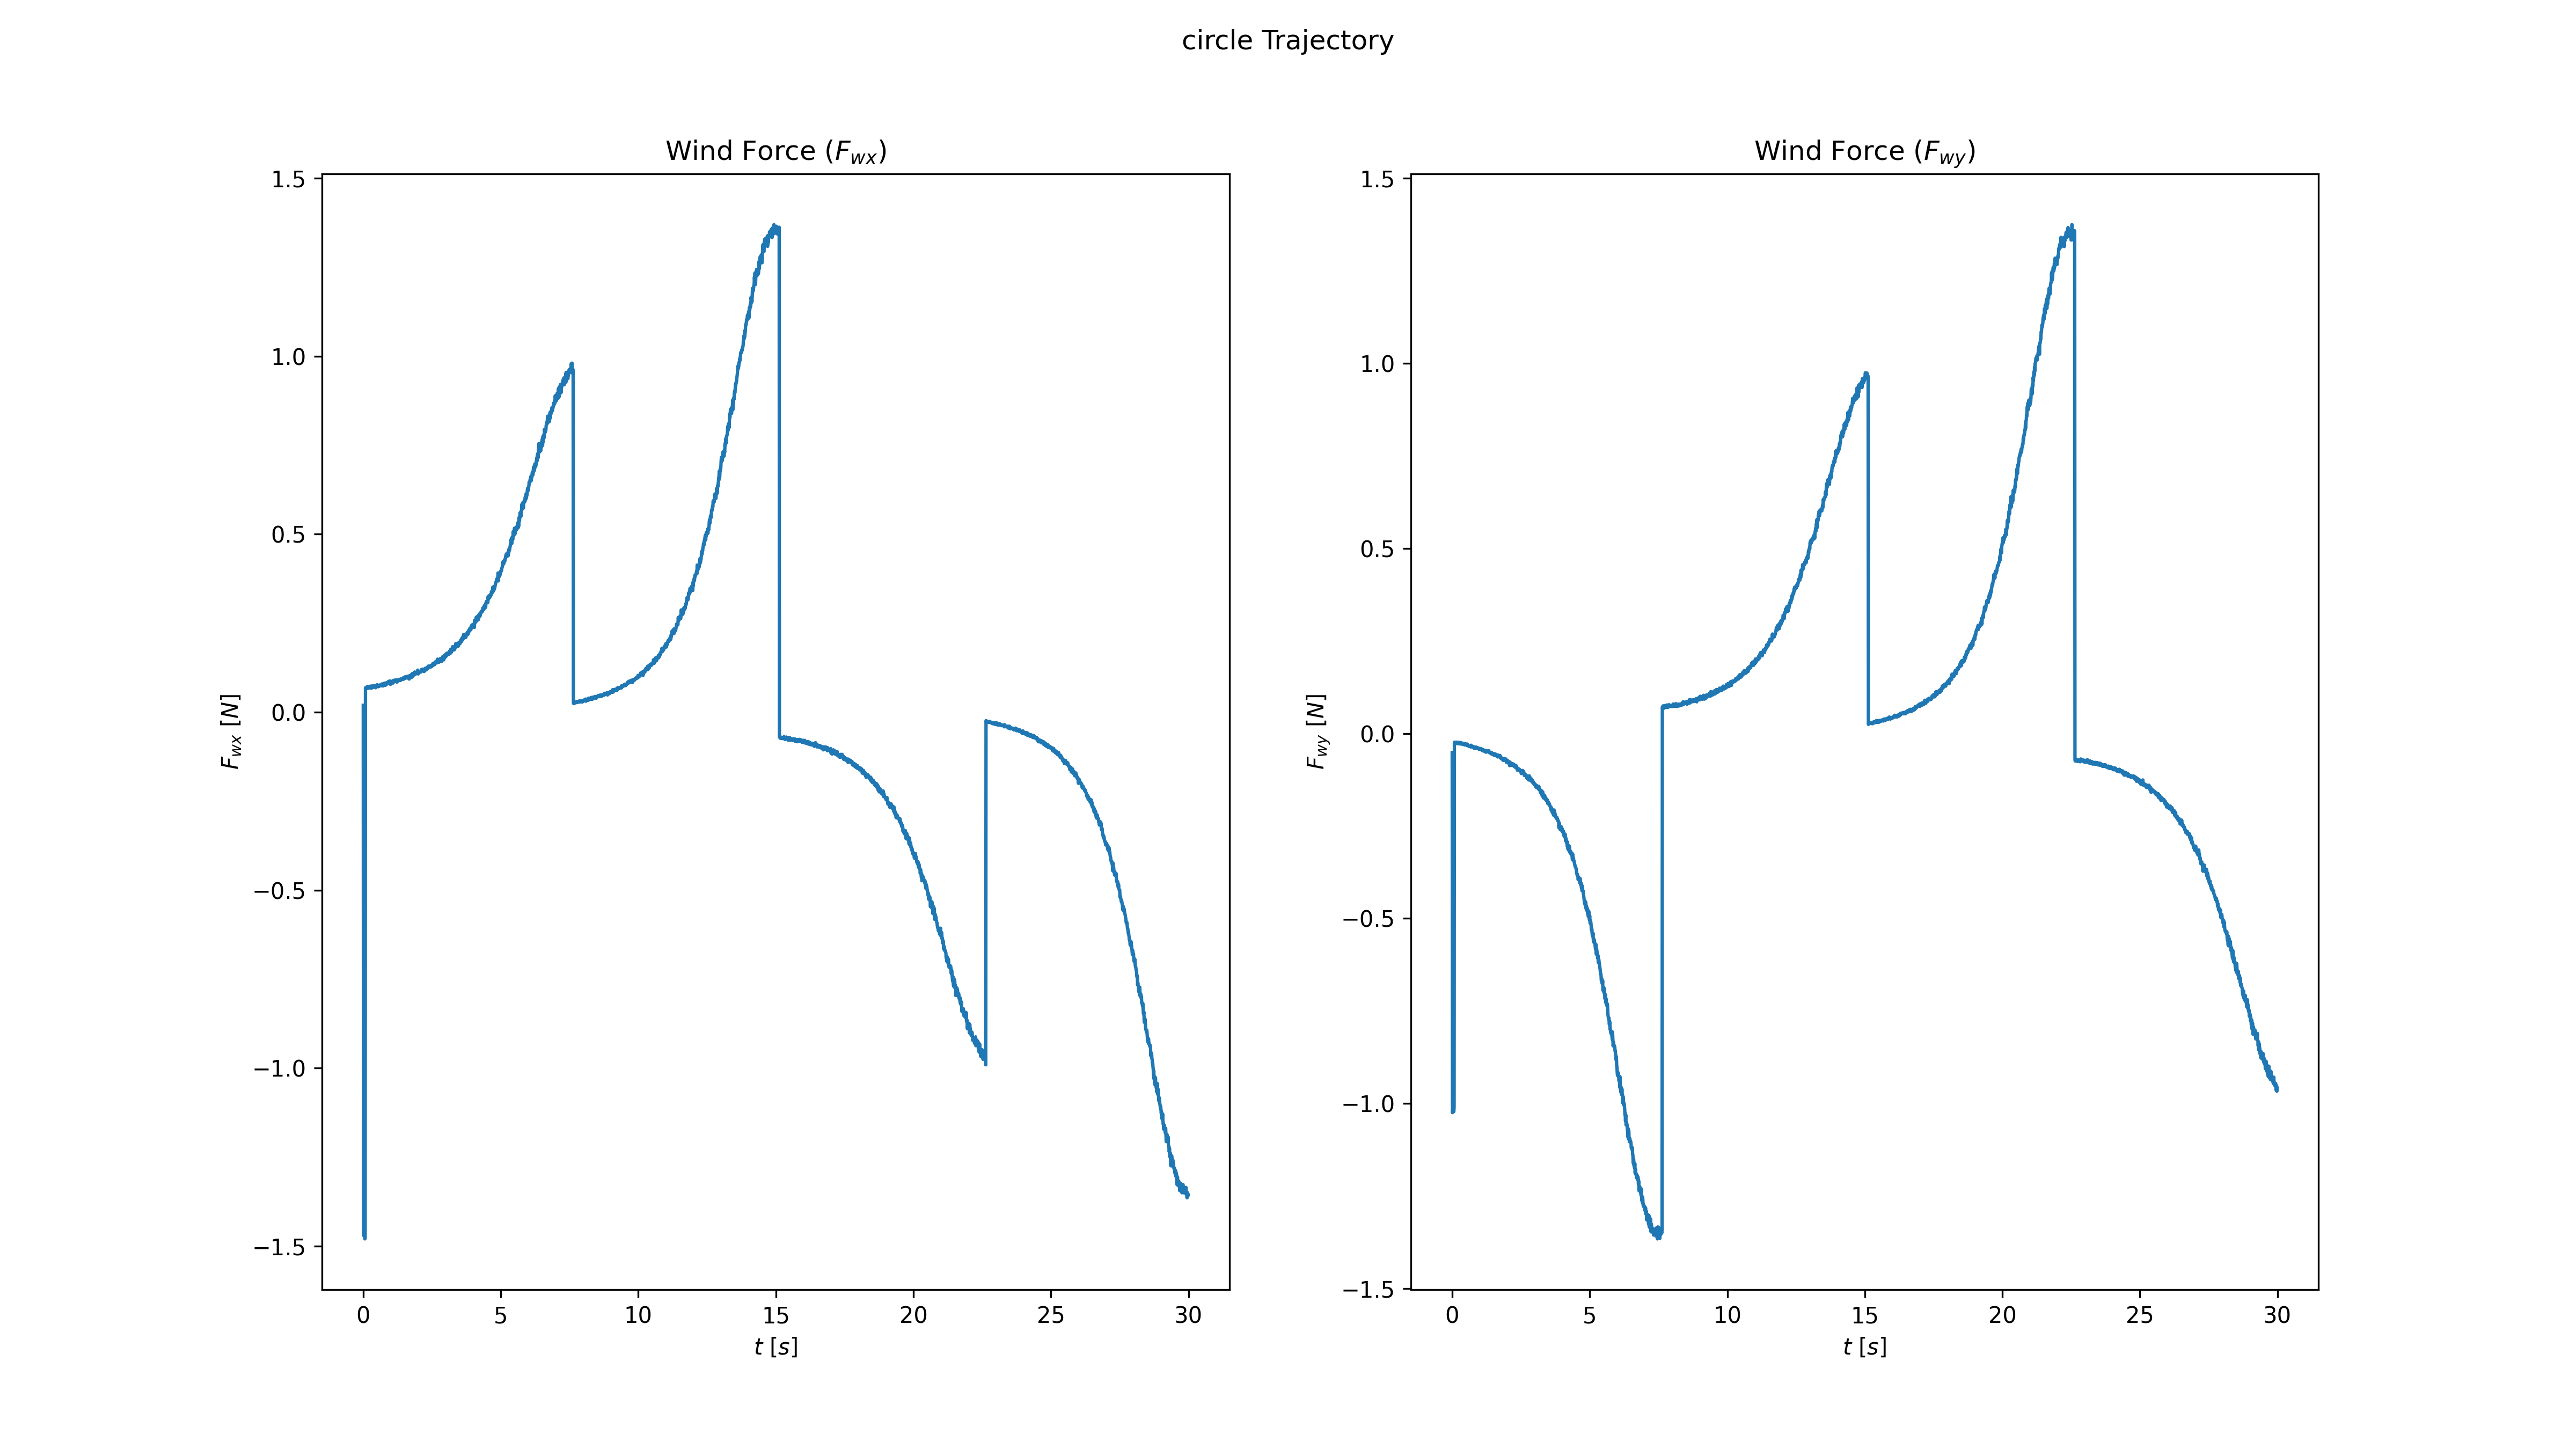 circle Trajectory
Wind Force (F_wx)
1.5
1.0
0.5
0.0
−0.5
−1.0
−1.5
F_wx [N]
0 5 10 15 20 25 30
t [s]
Wind Force (F_wy)
1.5
1.0
0.5
0.0
−0.5
−1.0
−1.5
F_wy [N]
0 5 10 15 20 25 30
t [s]